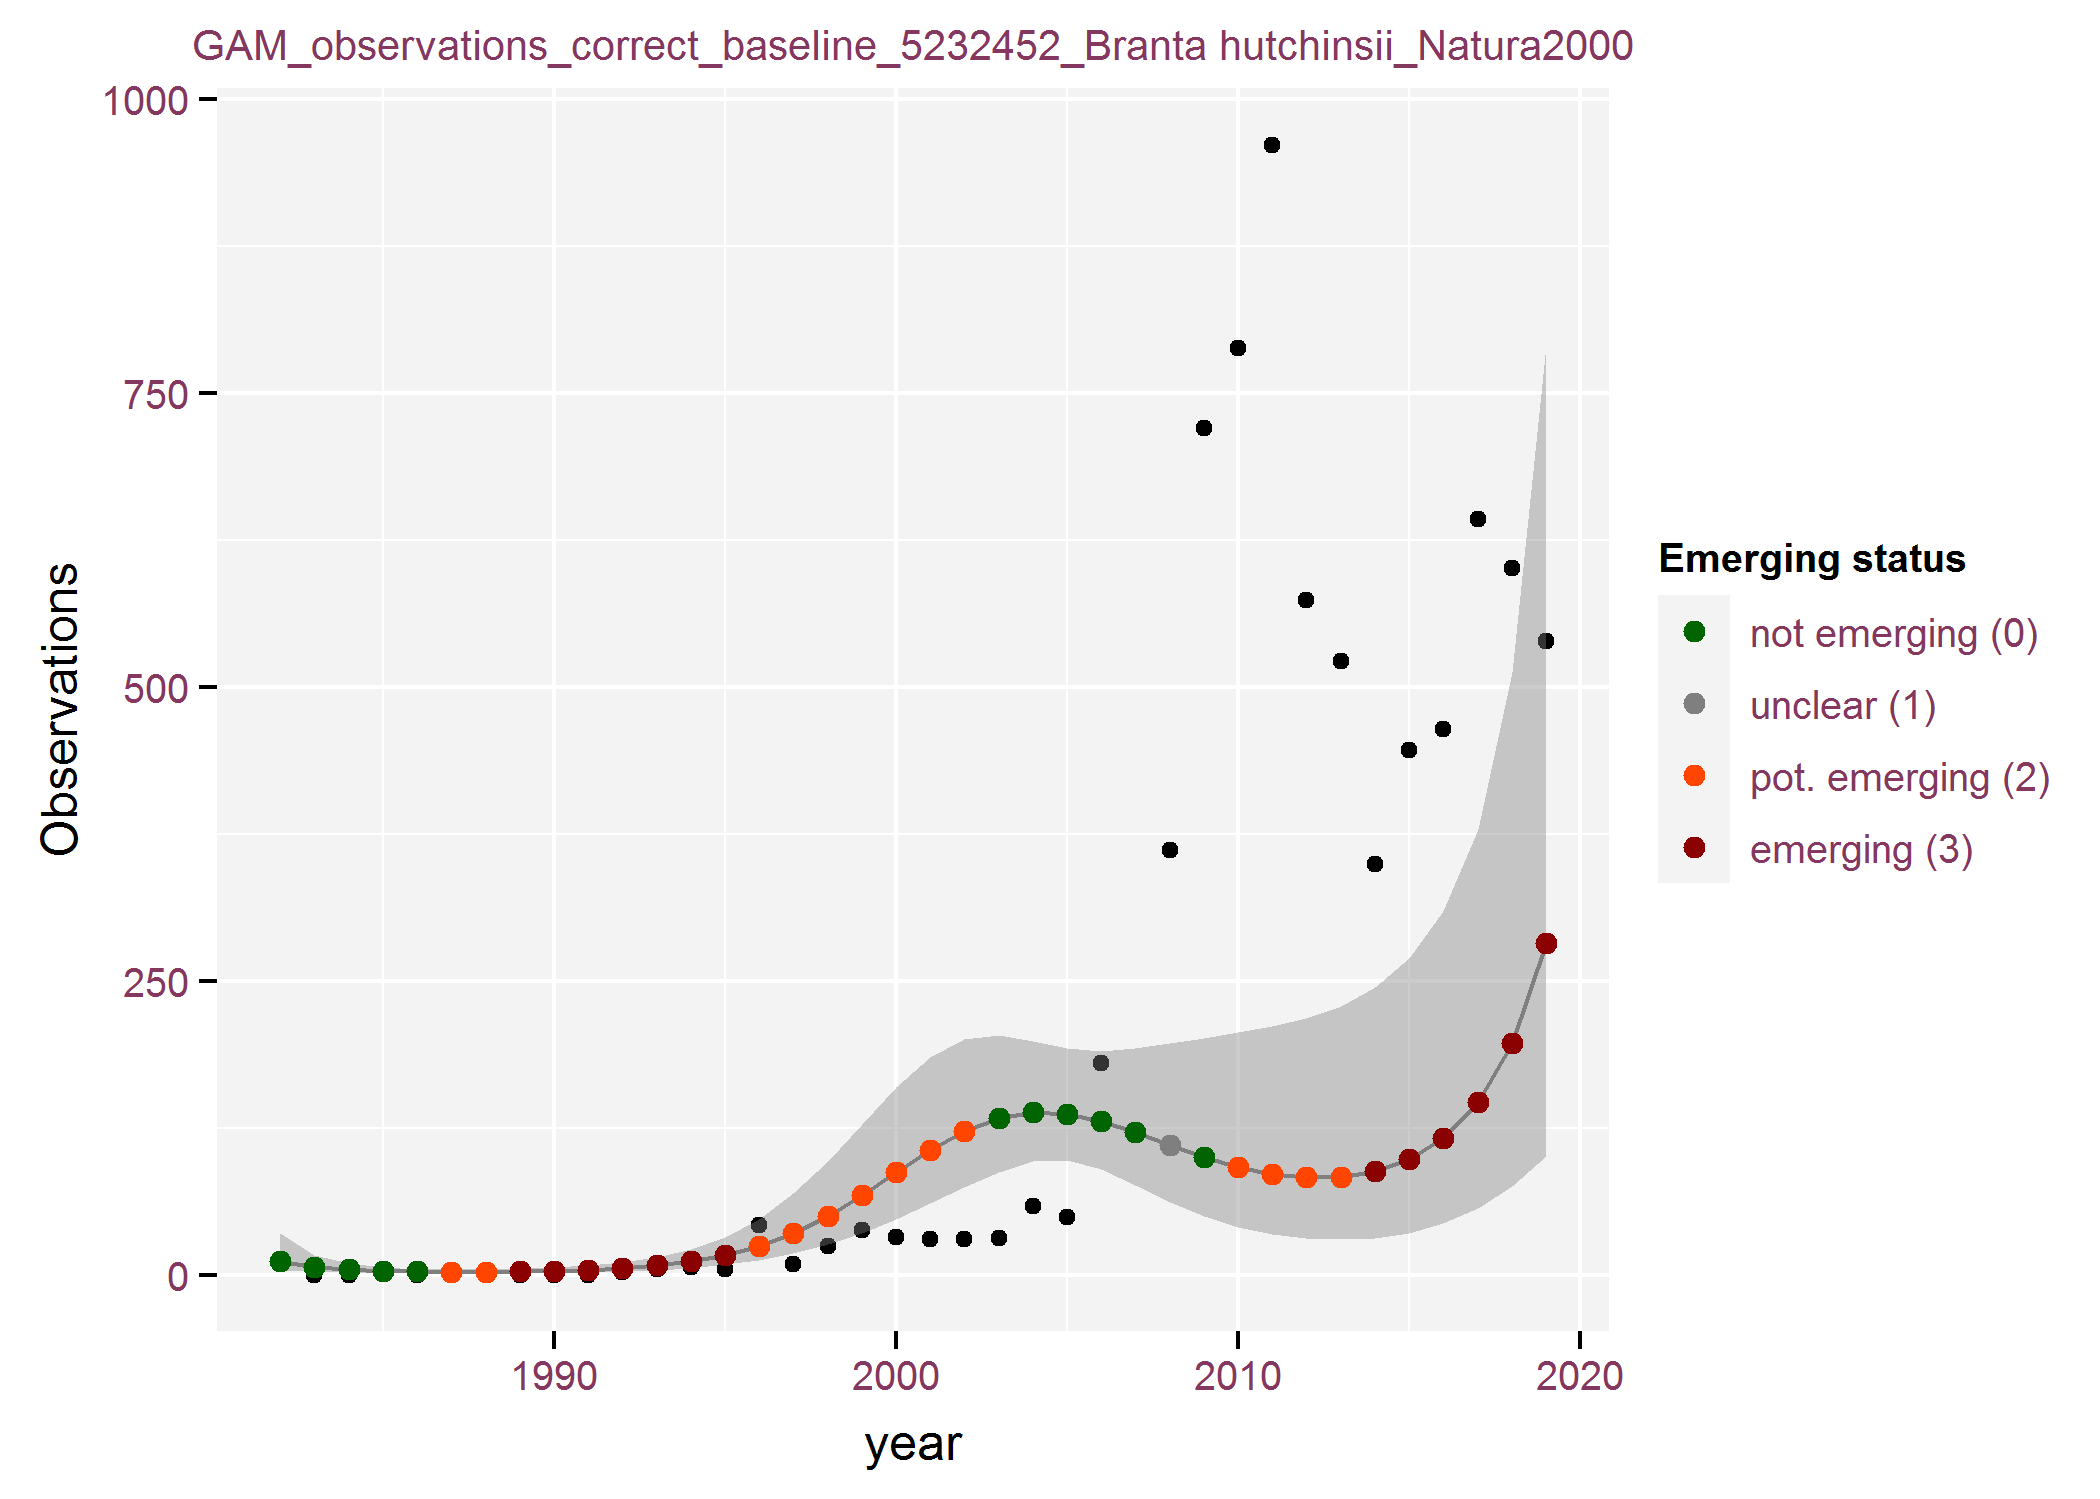 GAM_observations_correct_baseline_5232452_Branta hutchinsii_Natura2000
1000
750
500
250
0
Observations
1990
2000
2010
2020
year
Emerging status
not emerging (0)
unclear (1)
pot. emerging (2)
emerging (3)